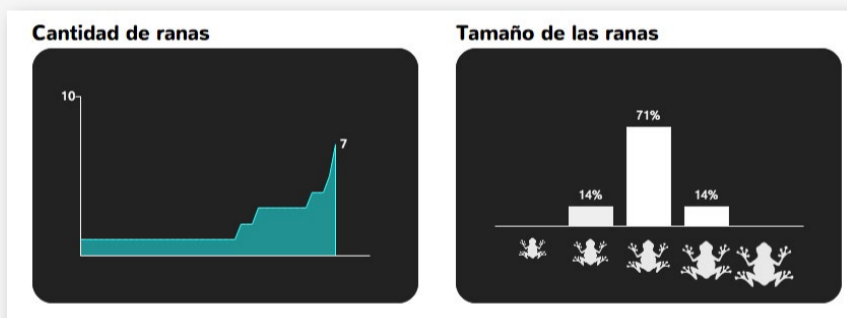 Cantidad de ranas
10
7
Tamaño de las ranas
71%
14%
14%